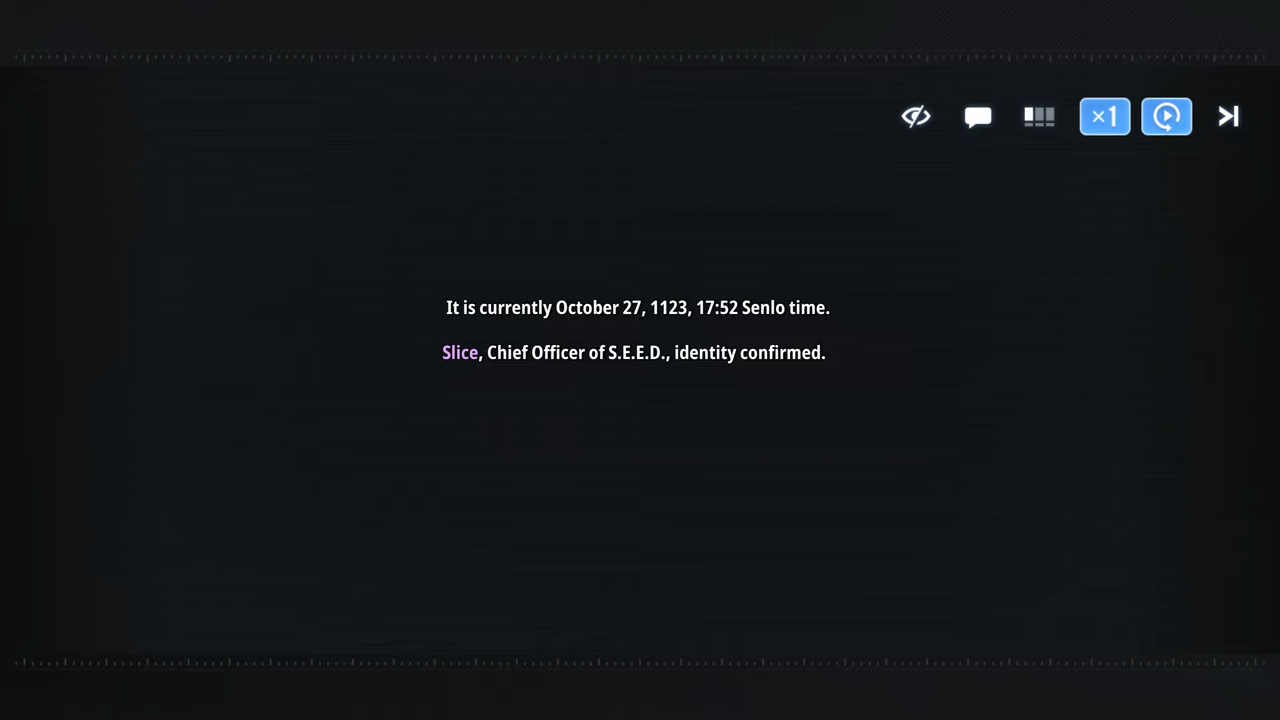 ×1
It is currently October 27, 1123, 17:52 Senlo time.
Slice, Chief Officer of S.E.E.D., identity confirmed.